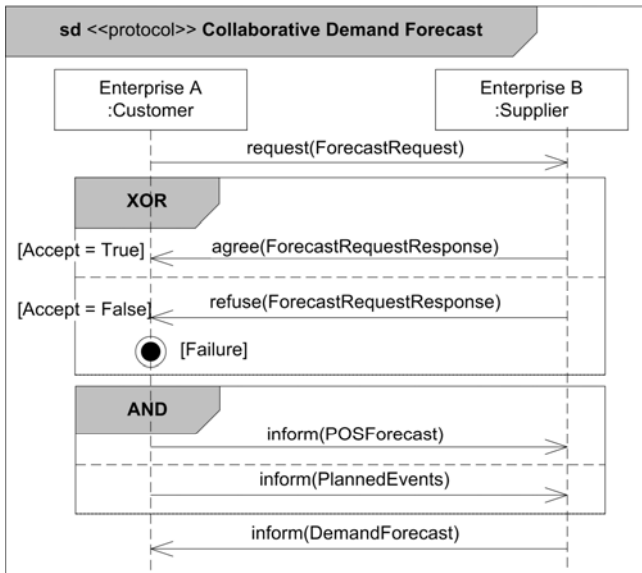 sd <<protocol>> Collaborative Demand Forecast
Enterprise A
:Customer
Enterprise B
:Supplier
request(ForecastRequest)
XOR
[Accept = True]
agree(ForecastRequestResponse)
[Accept = False]
refuse(ForecastRequestResponse)
[Failure]
AND
inform(POSForecast)
inform(PlannedEvents)
inform(DemandForecast)